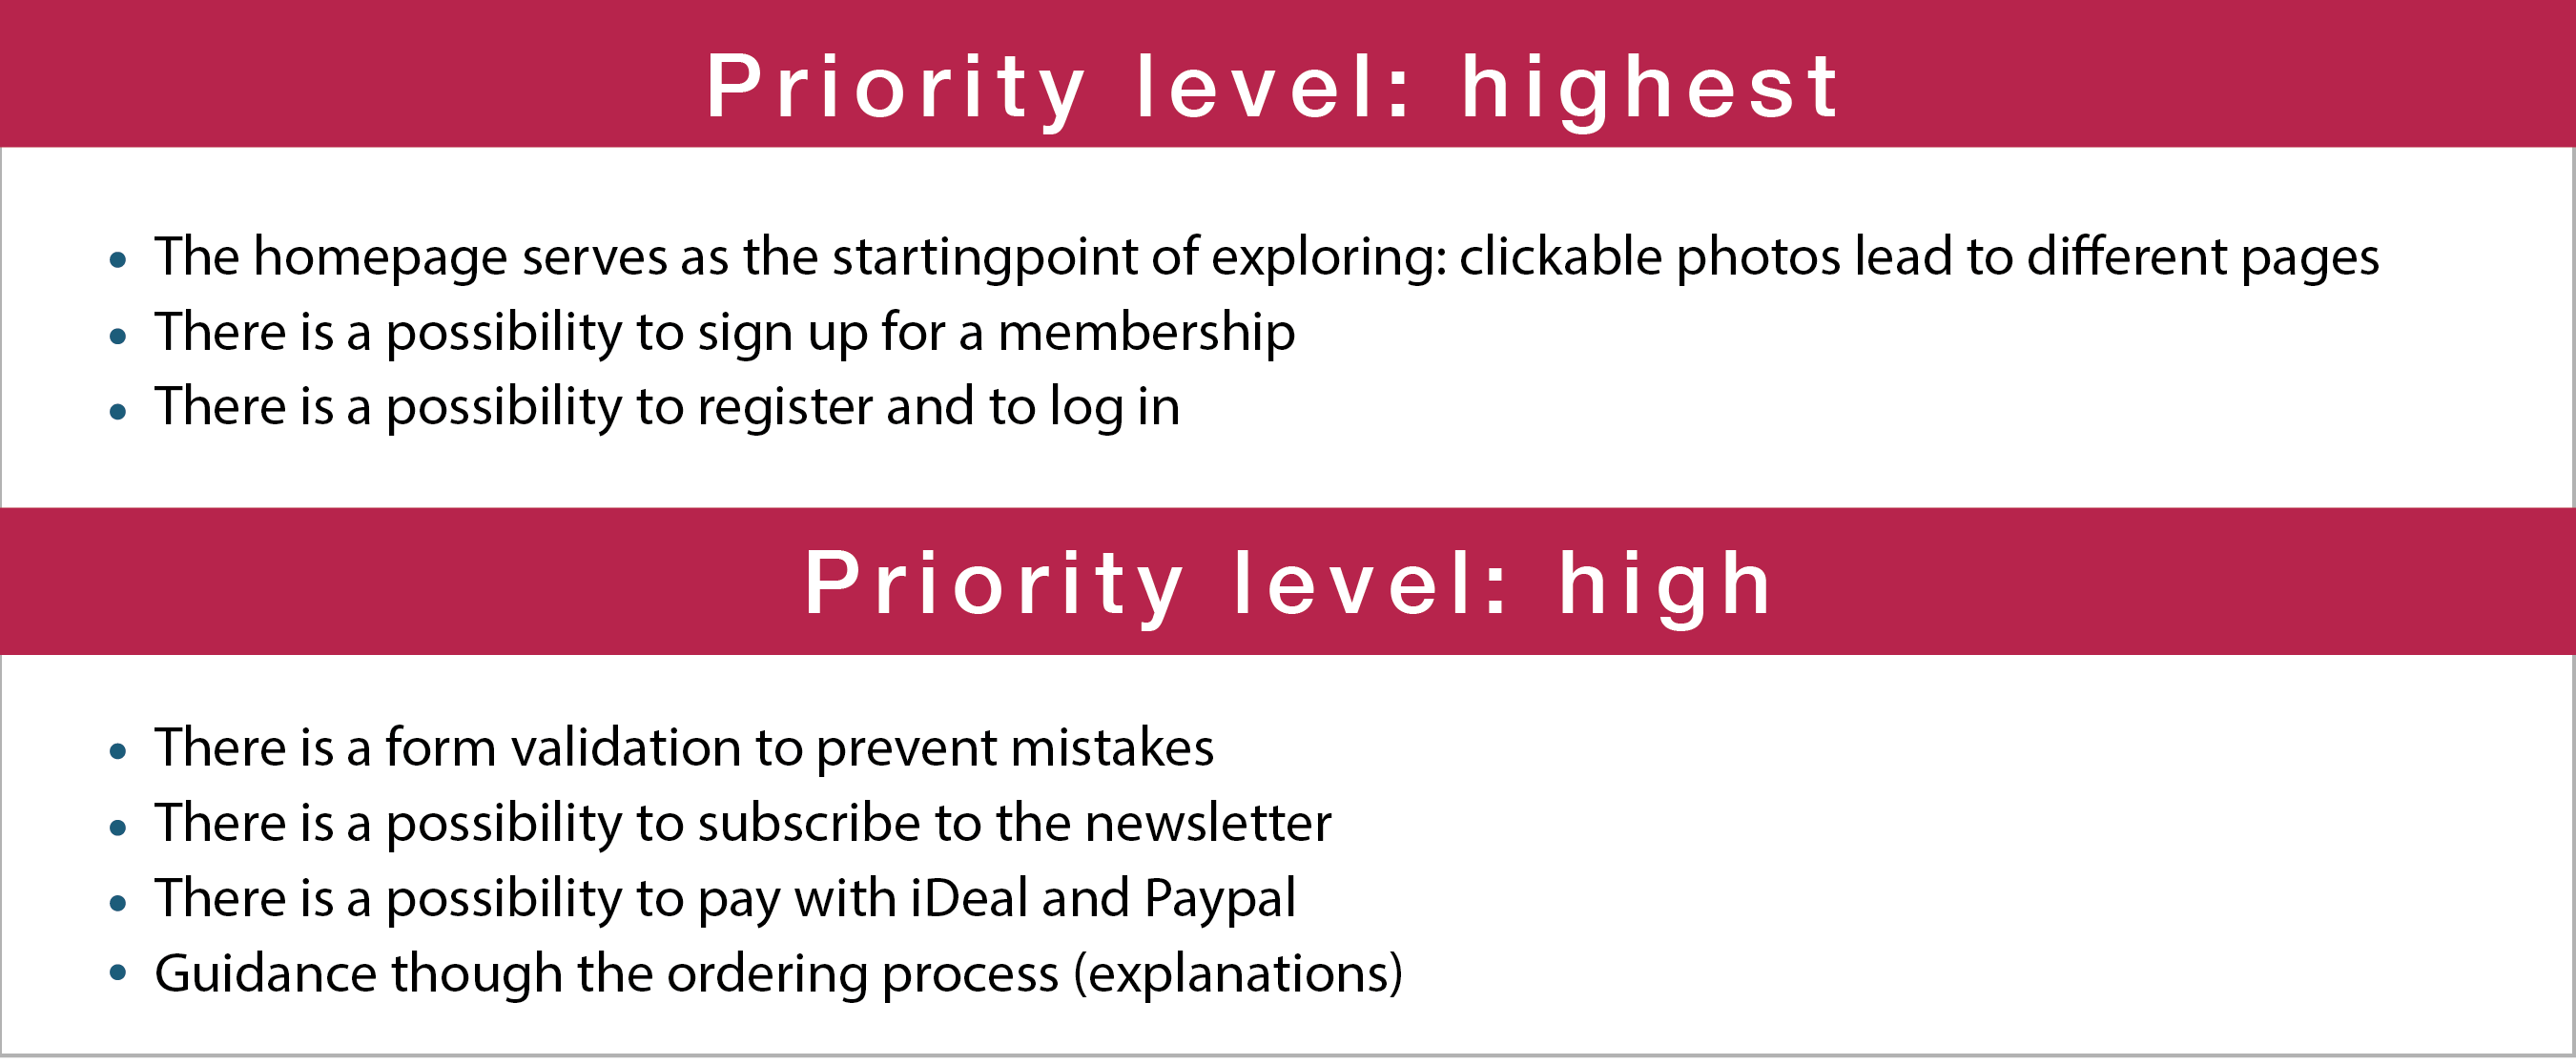 Priority level: highest
• The homepage serves as the startingpoint of exploring: clickable photos lead to different pages
• There is a possibility to sign up for a membership
• There is a possibility to register and to log in
Priority level: high
• There is a form validation to prevent mistakes
• There is a possibility to subscribe to the newsletter
• There is a possibility to pay with iDeal and Paypal
• Guidance though the ordering process (explanations)